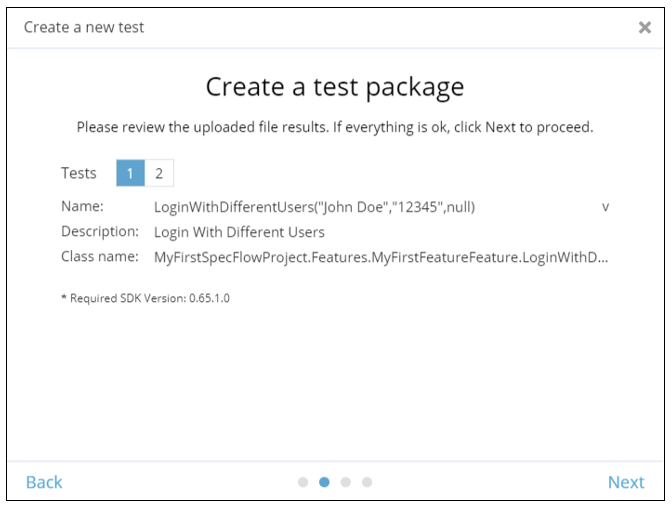 Create a new test ×
Create a test package
Please review the uploaded file results. If everything is ok, click Next to proceed.
Tests 1 2
Name: LoginWithDifferentUsers("John Doe","12345",null) v
Description: Login With Different Users
Class name: MyFirstSpecFlowProject.Features.MyFirstFeatureFeature.LoginWithD...
* Required SDK Version: 0.65.1.0
Back Next